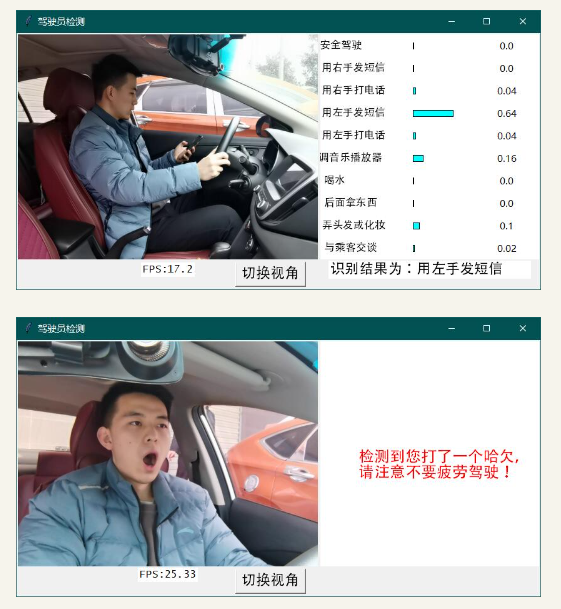 驾驶员检测
安全驾驶 0.0
用右手发短信 0.0
用右手打电话 0.04
用左手发短信 0.64
用左手打电话 0.04
调音乐播放器 0.16
喝水 0.0
后面拿东西 0.0
弄头发或化妆 0.1
与乘客交谈 0.02
FPS:17.2
切换视角
识别结果为：用左手发短信
驾驶员检测
检测到您打了一个哈欠,
请注意不要疲劳驾驶！
FPS:25.33
切换视角